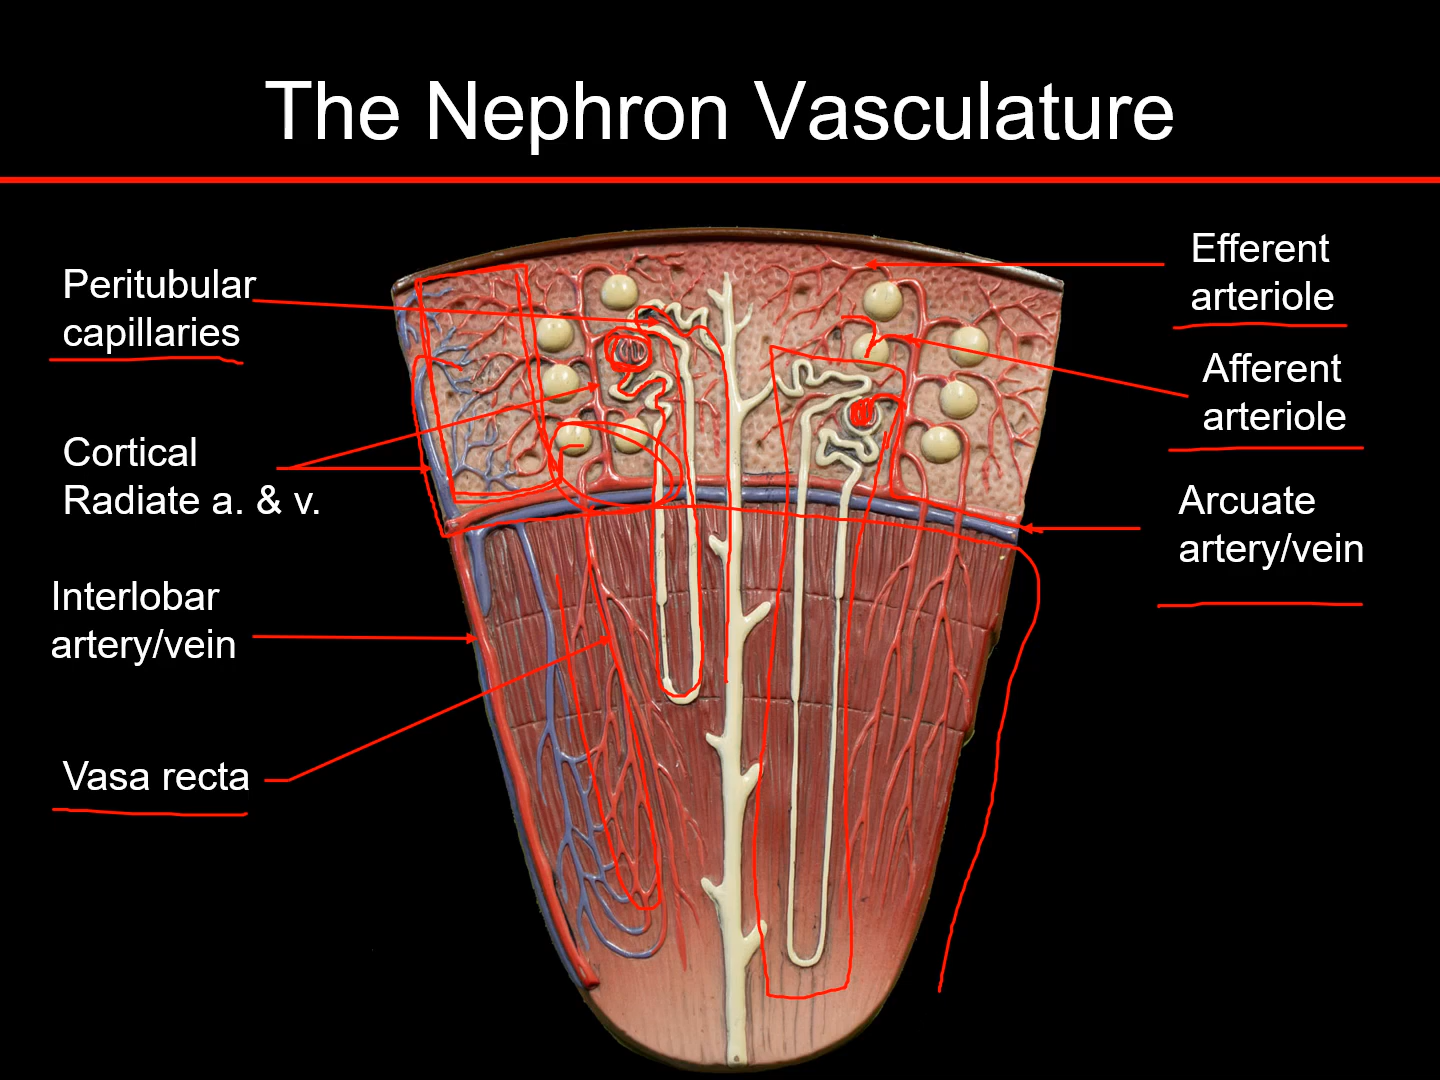 The Nephron Vasculature
Peritubular
capillaries
Cortical
Radiate a. & v.
Interlobar
artery/vein
Vasa recta
Efferent
arteriole
Afferent
arteriole
Arcuate
artery/vein